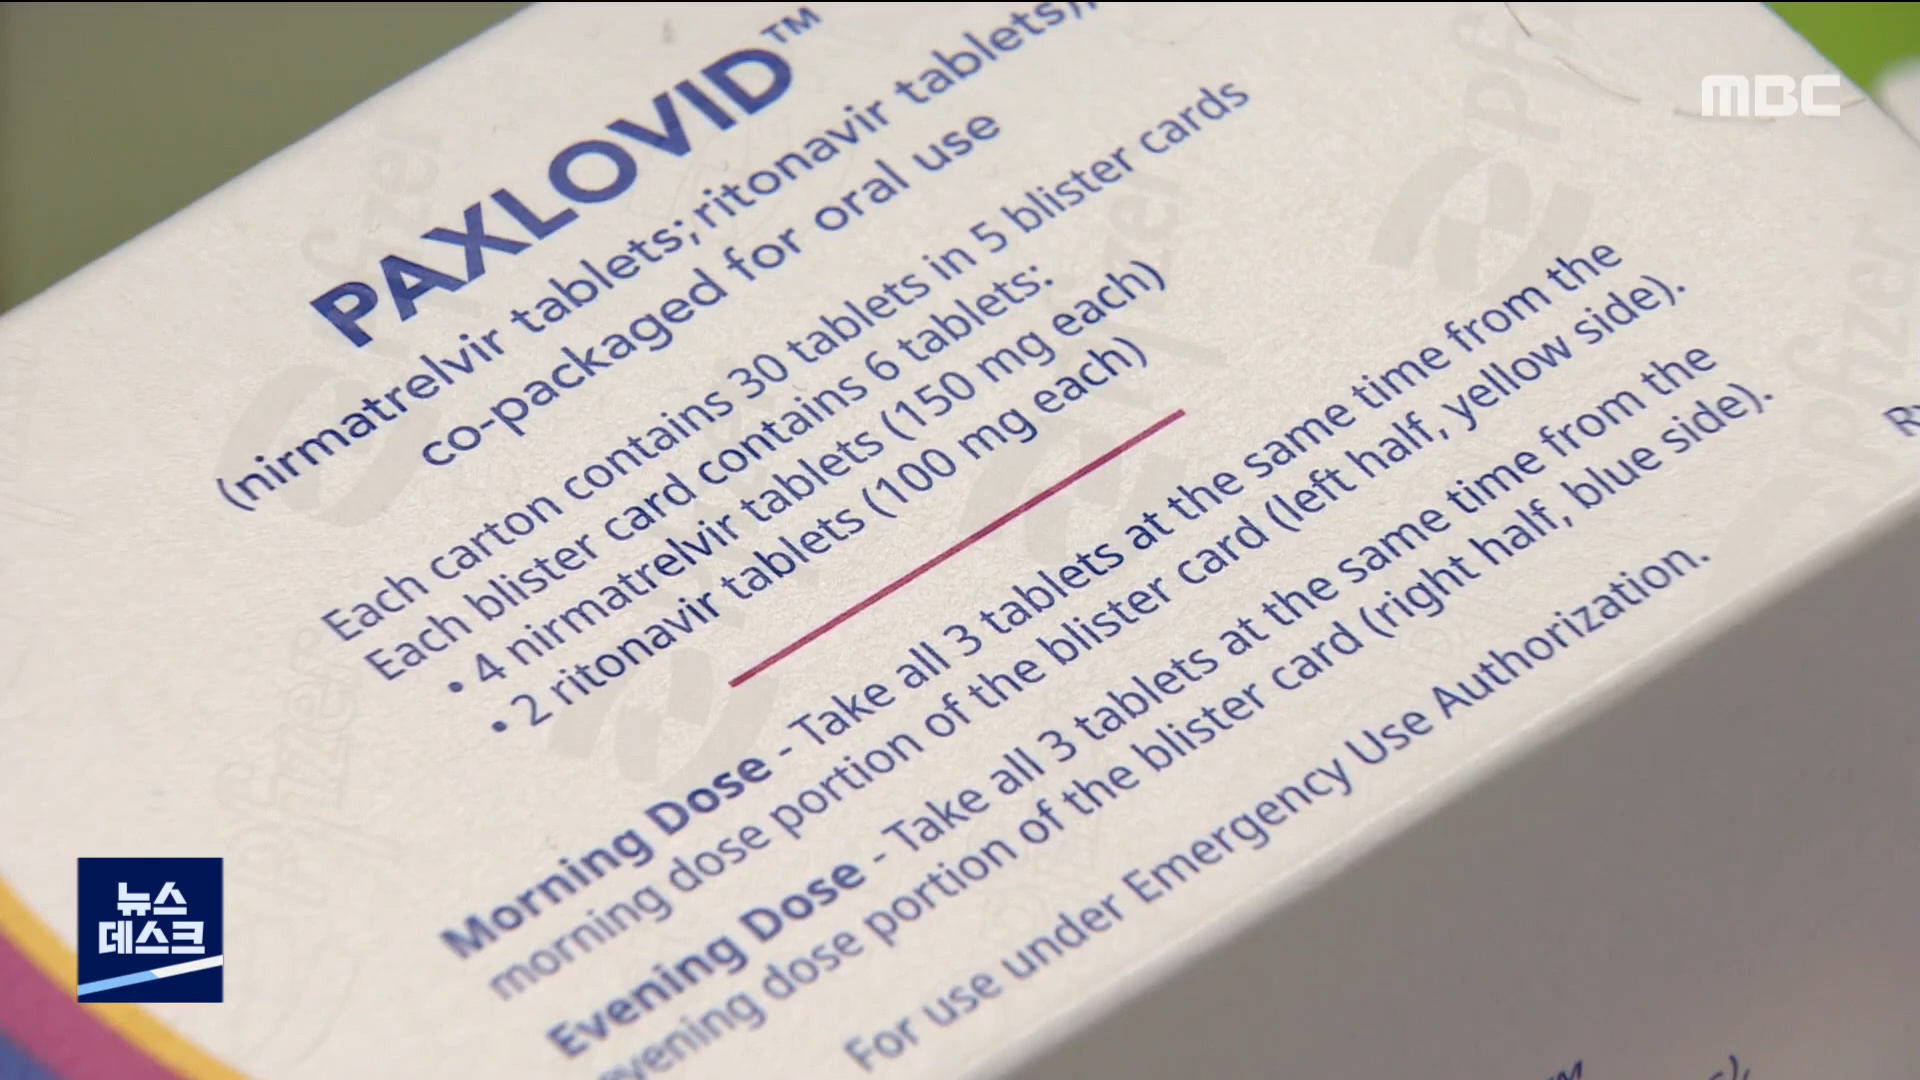 MBC
PAXLOVID™
(nirmatrelvir tablets; ritonavir tablets),
co-packaged for oral use
Each carton contains 30 tablets in 5 blister cards
Each blister card contains 6 tablets:
• 4 nirmatrelvir tablets (150 mg each)
• 2 ritonavir tablets (100 mg each)
Morning Dose - Take all 3 tablets at the same time from the
morning dose portion of the blister card (left half, yellow side).
Evening Dose - Take all 3 tablets at the same time from the
evening dose portion of the blister card (right half, blue side).
For use under Emergency Use Authorization.
Pfizer
Pfizer
Pfizer
Pfizer
Pfizer
뉴스
데스크